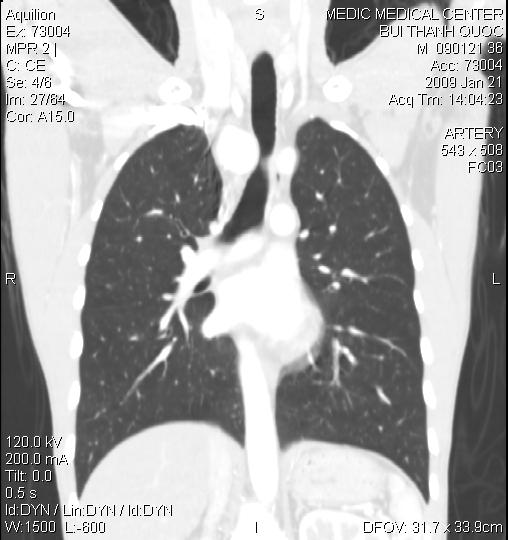 Aquilion
Ex: 73004
MPR 2|
C: CE
Se: 4/6
Im: 27/64
Cor: A15.0
S
MEDIC MEDICAL CENTER
BUI THANH QUOC
M 090121 36
Acc: 73004
2009 Jan 21
Acq Tm: 14:04:23
ARTERY
543 x 508
FC03
R
L
120.0 kV
200.0 mA
Tilt: 0.0
0.5 s
Id:DYN / Lin:DYN / Id:DYN
W:1500 L:-600
I
DFOV: 31.7 x 33.9cm